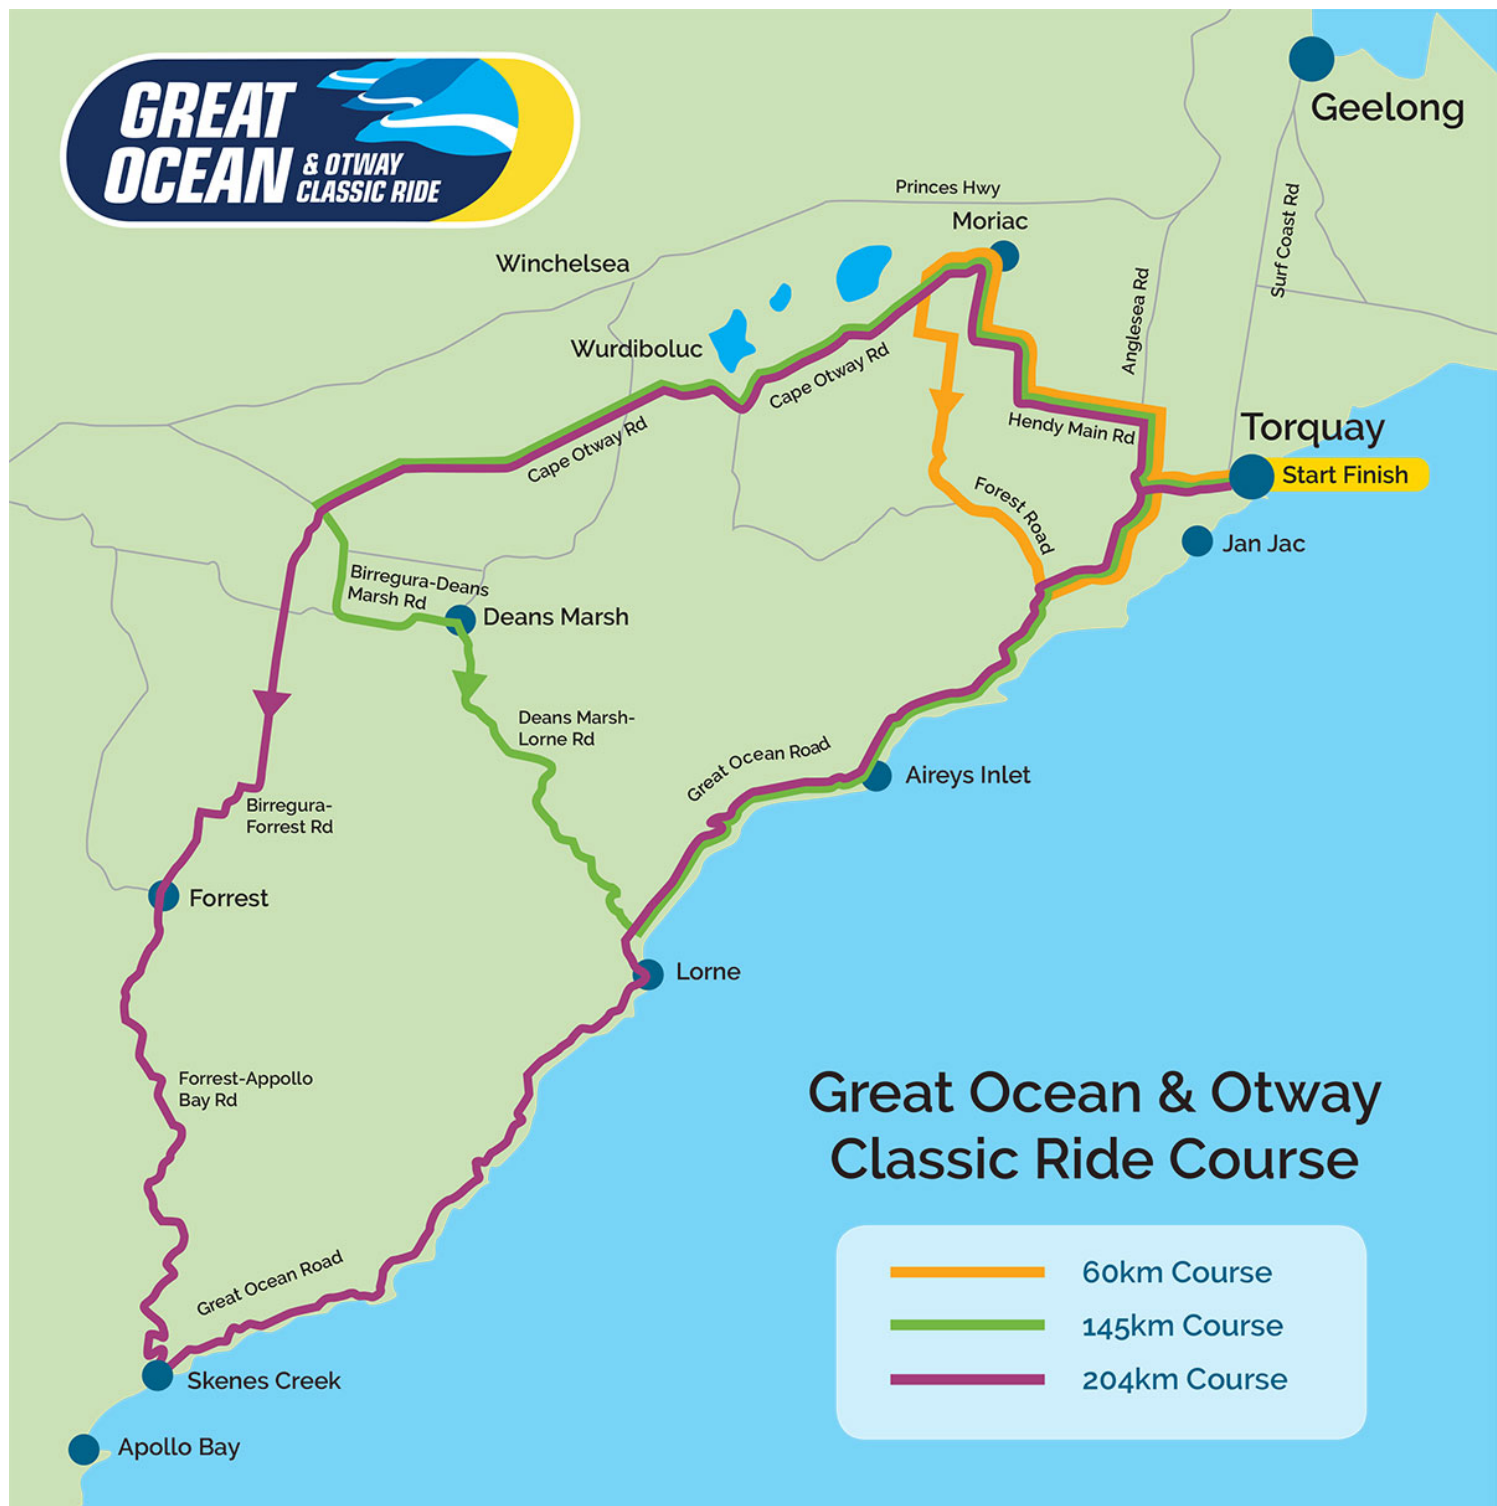 GREAT
OCEAN
& OTWAY
CLASSIC RIDE
Geelong
Princes Hwy
Moriac
Surf Coast Rd
Winchelsea
Anglesea Rd
Wurdiboluc
Cape Otway Rd
Hendy Main Rd
Torquay
Start Finish
Cape Otway Rd
Forest Road
Jan Jac
Birregura-Deans
Marsh Rd
Deans Marsh
Deans Marsh-
Lorne Rd
Great Ocean Road
Aireys Inlet
Birregura-
Forrest Rd
Forrest
Lorne
Forrest-Appollo
Bay Rd
Great Ocean & Otway
Classic Ride Course
Great Ocean Road
60km Course
145km Course
204km Course
Skenes Creek
Apollo Bay